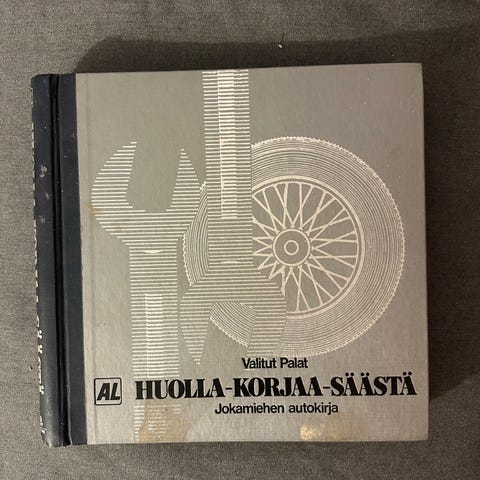 Valitut Palat
AL HUOLLA-KORJAA-SÄÄSTÄ
Jokamiehen autokirja